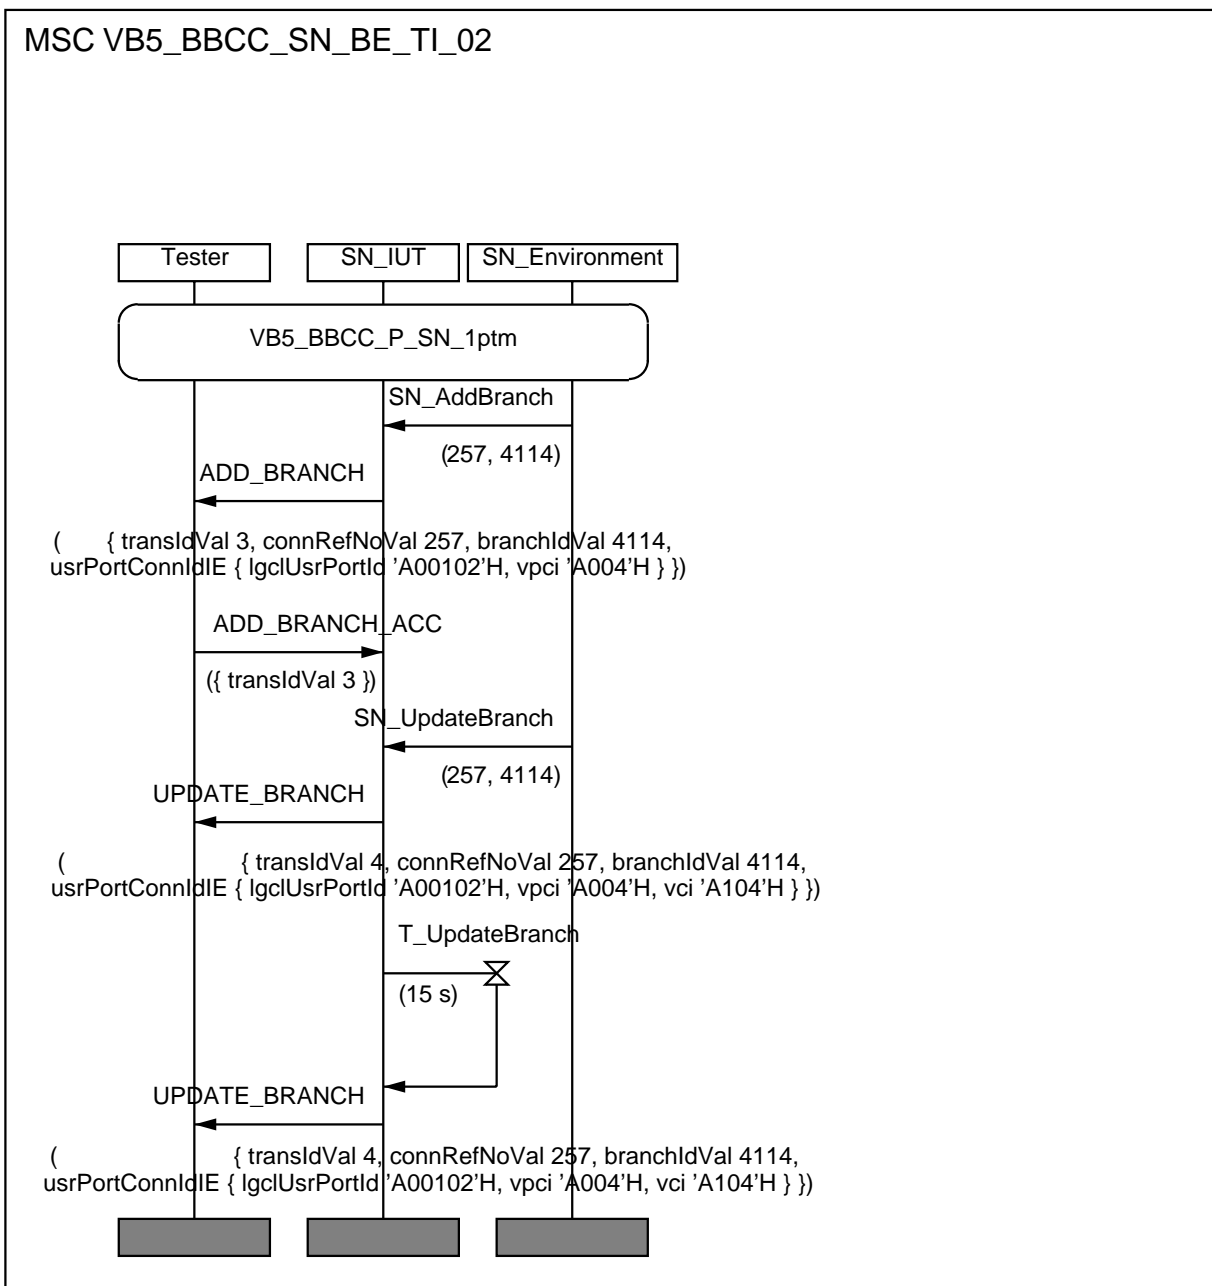 MSC VB5_BBCC_SN_BE_TI_02
Tester
SN_IUT
SN_Environment
VB5_BBCC_P_SN_1ptm
SN_AddBranch
(257, 4114)
ADD_BRANCH
( { transIdVal 3, connRefNoVal 257, branchIdVal 4114,
usrPortConnIdIE { lgclUsrPortId ’A00102’H, vpci ’A004’H } })
ADD_BRANCH_ACC
({ transIdVal 3 })
SN_UpdateBranch
(257, 4114)
UPDATE_BRANCH
( { transIdVal 4, connRefNoVal 257, branchIdVal 4114,
usrPortConnIdIE { lgclUsrPortId ’A00102’H, vpci ’A004’H, vci ’A104’H } })
T_UpdateBranch
(15 s)
UPDATE_BRANCH
( { transIdVal 4, connRefNoVal 257, branchIdVal 4114,
usrPortConnIdIE { lgclUsrPortId ’A00102’H, vpci ’A004’H, vci ’A104’H } })